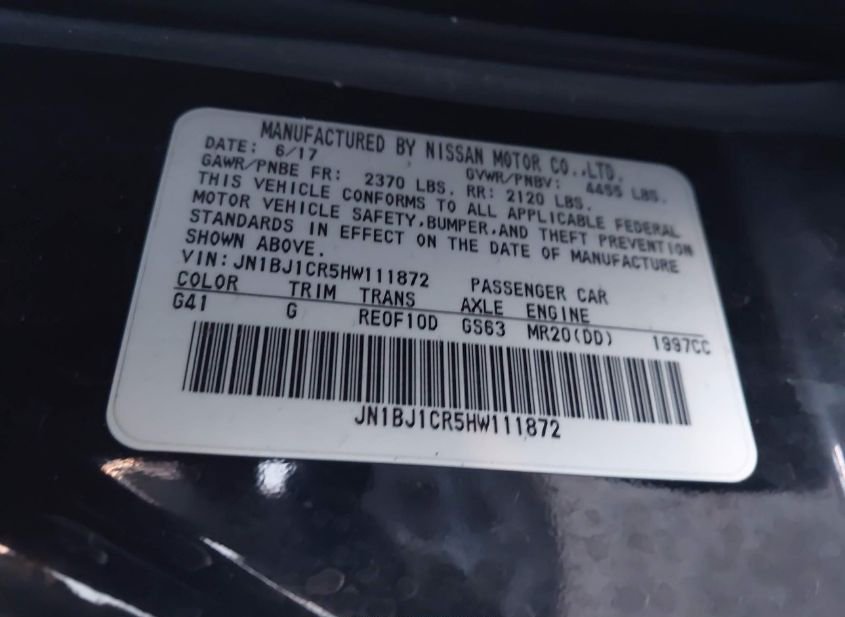 MANUFACTURED BY NISSAN MOTOR CO.,LTD.
DATE: 6/17 GVWR/PNBV: 4455 LBS.
GAWR/PNBE FR: 2370 LBS. RR: 2120 LBS.
THIS VEHICLE CONFORMS TO ALL APPLICABLE FEDERAL
MOTOR VEHICLE SAFETY,BUMPER,AND THEFT PREVENTION
STANDARDS IN EFFECT ON THE DATE OF MANUFACTURE
SHOWN ABOVE.
VIN:JN1BJ1CR5HW111872 PASSENGER CAR
COLOR TRIM TRANS AXLE ENGINE
G41 G RE0F10D GS63 MR20(DD) 1997CC
JN1BJ1CR5HW111872